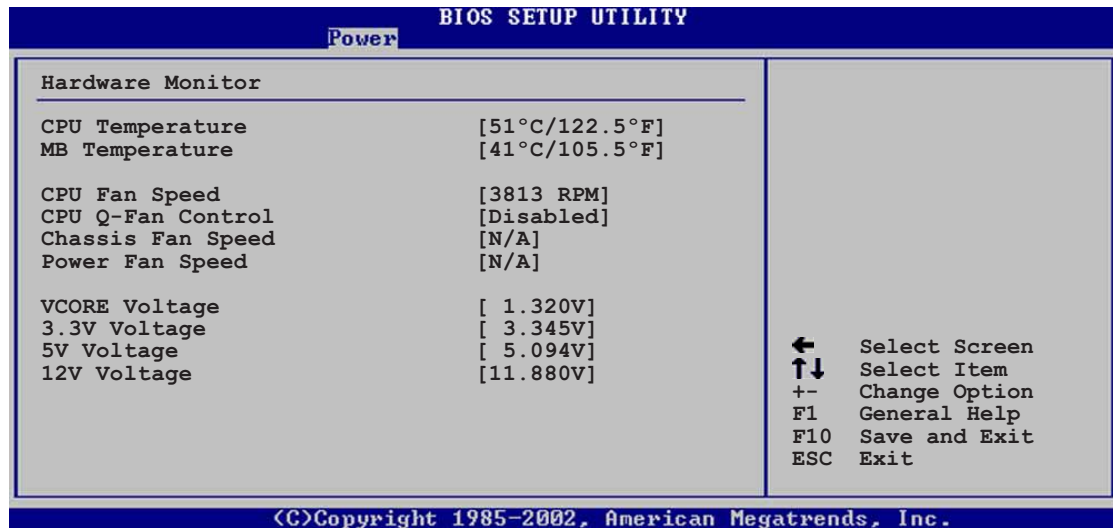 BIOS SETUP UTILITY
Power
Hardware Monitor
CPU Temperature [51°C/122.5°F]
MB Temperature [41°C/105.5°F]
CPU Fan Speed [3813 RPM]
CPU Q-Fan Control [Disabled]
Chassis Fan Speed [N/A]
Power Fan Speed [N/A]
VCORE Voltage [ 1.320V]
3.3V Voltage [ 3.345V]
5V Voltage [ 5.094V]
12V Voltage [11.880V]
← Select Screen
↑↓ Select Item
+- Change Option
F1 General Help
F10 Save and Exit
ESC Exit
(C)Copyright 1985-2002, American Megatrends, Inc.